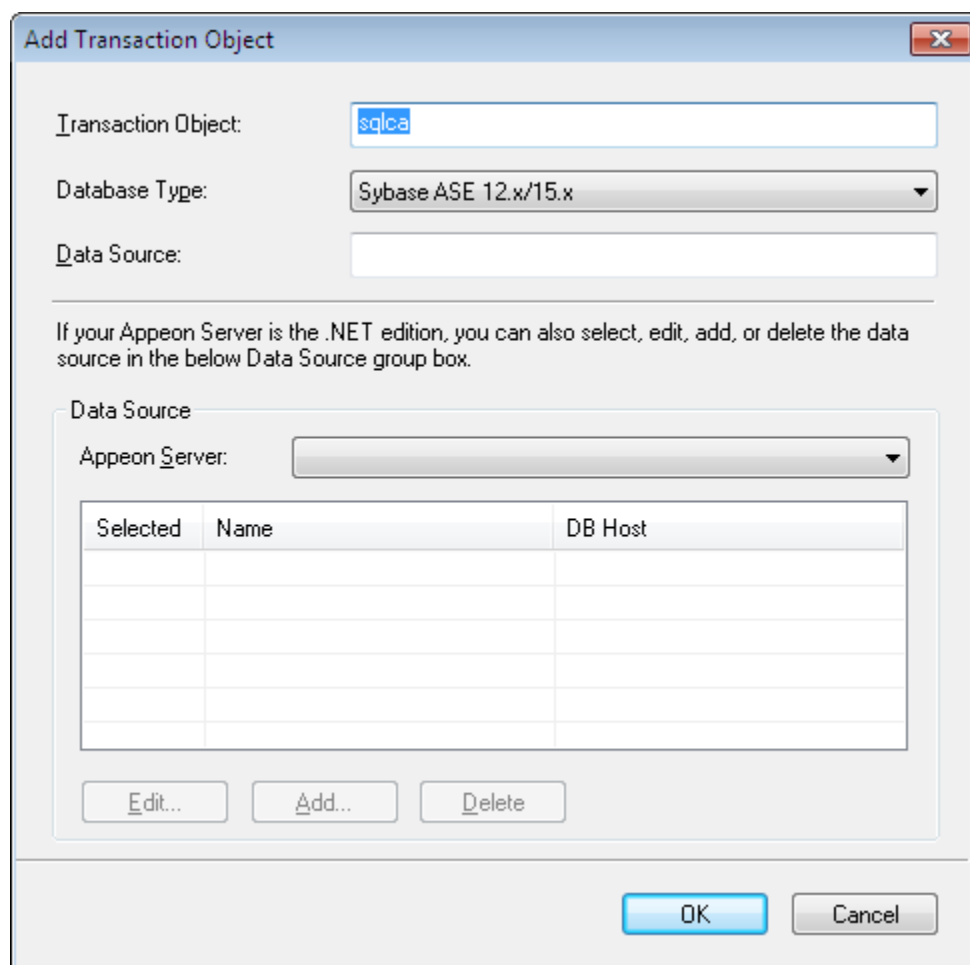 Add Transaction Object
Transaction Object: sqlca
Database Type: Sybase ASE 12.x/15.x
Data Source:
If your Appeon Server is the .NET edition, you can also select, edit, add, or delete the data
source in the below Data Source group box.
Data Source
Appeon Server:
Selected Name DB Host
Edit... Add... Delete
OK Cancel